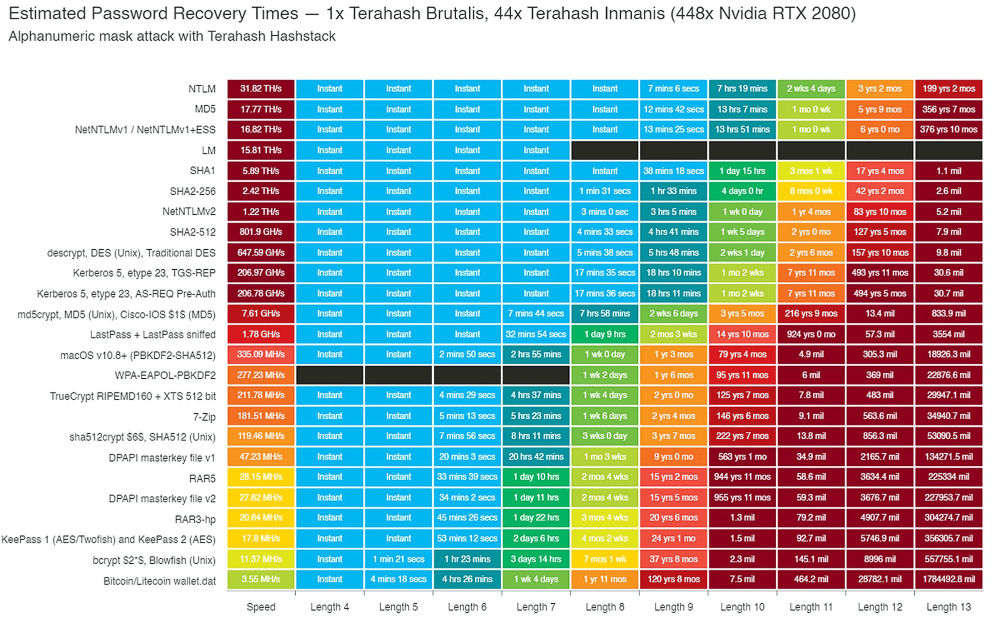 Estimated Password Recovery Times — 1x Terahash Brutalis, 44x Terahash Inmanis (448x Nvidia RTX 2080)
Alphanumeric mask attack with Terahash Hashstack
NTLM 31.82 TH/s Instant Instant Instant Instant Instant 7 mins 6 secs 7 hrs 19 mins 2 wks 4 days 3 yrs 2 mos 199 yrs 2 mos
MD5 17.77 TH/s Instant Instant Instant Instant Instant 12 mins 42 secs 13 hrs 7 mins 1 mo 0 wk 5 yrs 9 mos 356 yrs 7 mos
NetNTLMv1 / NetNTLMv1+ESS 16.82 TH/s Instant Instant Instant Instant Instant 13 mins 25 secs 13 hrs 51 mins 1 mo 0 wk 6 yrs 0 mo 376 yrs 10 mos
LM 15.81 TH/s Instant Instant Instant Instant
SHA1 5.89 TH/s Instant Instant Instant Instant Instant 38 mins 18 secs 1 day 15 hrs 3 mos 1 wk 17 yrs 4 mos 1.1 mil
SHA2-256 2.42 TH/s Instant Instant Instant Instant 1 min 31 secs 1 hr 33 mins 4 days 0 hr 8 mos 0 wk 42 yrs 2 mos 2.6 mil
NetNTLMv2 1.22 TH/s Instant Instant Instant Instant 3 mins 0 sec 3 hrs 5 mins 1 wk 0 day 1 yr 4 mos 83 yrs 10 mos 5.2 mil
SHA2-512 801.9 GH/s Instant Instant Instant Instant 4 mins 33 secs 4 hrs 41 mins 1 wk 5 days 2 yrs 0 mo 127 yrs 5 mos 7.9 mil
descrypt, DES (Unix), Traditional DES 647.59 GH/s Instant Instant Instant Instant 5 mins 38 secs 5 hrs 48 mins 2 wks 1 day 2 yrs 6 mos 157 yrs 10 mos 9.8 mil
Kerberos 5, etype 23, TGS-REP 206.97 GH/s Instant Instant Instant Instant 17 mins 35 secs 18 hrs 10 mins 1 mo 2 wks 7 yrs 11 mos 493 yrs 11 mos 30.6 mil
Kerberos 5, etype 23, AS-REQ Pre-Auth 206.78 GH/s Instant Instant Instant Instant 17 mins 36 secs 18 hrs 11 mins 1 mo 2 wks 7 yrs 11 mos 494 yrs 5 mos 30.7 mil
md5crypt, MD5 (Unix), Cisco-IOS $1$ (MD5) 7.61 GH/s Instant Instant Instant 7 mins 44 secs 7 hrs 58 mins 2 wks 6 days 3 yrs 5 mos 216 yrs 9 mos 13.4 mil 833.9 mil
LastPass + LastPass sniffed 1.78 GH/s Instant Instant Instant 32 mins 54 secs 1 day 9 hrs 2 mos 3 wks 14 yrs 10 mos 924 yrs 0 mo 57.3 mil 3554 mil
macOS v10.8+ (PBKDF2-SHA512) 335.09 MH/s Instant Instant 2 mins 50 secs 2 hrs 55 mins 1 wk 0 day 1 yr 3 mos 79 yrs 4 mos 4.9 mil 305.3 mil 18926.3 mil
WPA-EAPOL-PBKDF2 277.23 MH/s 1 wk 2 days 1 yr 6 mos 95 yrs 11 mos 6 mil 369 mil 22876.6 mil
TrueCrypt RIPEMD160 + XTS 512 bit 211.78 MH/s Instant Instant 4 mins 29 secs 4 hrs 37 mins 1 wk 4 days 2 yrs 0 mo 125 yrs 7 mos 7.8 mil 483 mil 29947.1 mil
7-Zip 181.51 MH/s Instant Instant 5 mins 13 secs 5 hrs 23 mins 1 wk 6 days 2 yrs 4 mos 146 yrs 6 mos 9.1 mil 563.6 mil 34940.7 mil
sha512crypt $6$, SHA512 (Unix) 119.46 MH/s Instant Instant 7 mins 56 secs 8 hrs 11 mins 3 wks 0 day 3 yrs 7 mos 222 yrs 7 mos 13.8 mil 856.3 mil 53090.5 mil
DPAPI masterkey file v1 47.23 MH/s Instant Instant 20 mins 3 secs 20 hrs 42 mins 1 mo 3 wks 9 yrs 0 mo 563 yrs 1 mo 34.9 mil 2165.7 mil 134271.5 mil
RAR5 28.15 MH/s Instant Instant 33 mins 39 secs 1 day 10 hrs 2 mos 4 wks 15 yrs 2 mos 944 yrs 11 mos 58.6 mil 3634.4 mil 225334 mil
DPAPI masterkey file v2 27.82 MH/s Instant Instant 34 mins 2 secs 1 day 11 hrs 2 mos 4 wks 15 yrs 5 mos 955 yrs 11 mos 59.3 mil 3676.7 mil 227953.7 mil
RAR3-hp 20.84 MH/s Instant Instant 45 mins 26 secs 1 day 22 hrs 3 mos 4 wks 20 yrs 6 mos 1.3 mil 79.2 mil 4907.7 mil 304274.7 mil
KeePass 1 (AES/Twofish) and KeePass 2 (AES) 17.8 MH/s Instant Instant 53 mins 12 secs 2 days 6 hrs 4 mos 2 wks 24 yrs 1 mo 1.5 mil 92.7 mil 5746.9 mil 356305.7 mil
bcrypt $2*$, Blowfish (Unix) 11.37 MH/s Instant 1 min 21 secs 1 hr 23 mins 3 days 14 hrs 7 mos 1 wk 37 yrs 8 mos 2.3 mil 145.1 mil 8996 mil 557755.1 mil
Bitcoin/Litecoin wallet.dat 3.55 MH/s Instant 4 mins 18 secs 4 hrs 26 mins 1 wk 4 days 1 yr 11 mos 120 yrs 8 mos 7.5 mil 464.2 mil 28782.1 mil 1784492.8 mil
Speed Length 4 Length 5 Length 6 Length 7 Length 8 Length 9 Length 10 Length 11 Length 12 Length 13